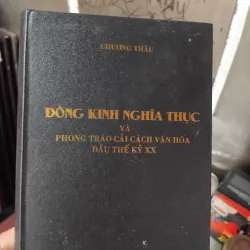 CHƯƠNG THÂU
ĐÔNG KINH NGHĨA THỤC
VÀ
PHONG TRÀO CẢI CÁCH VĂN HÓA
ĐẦU THẾ KỶ XX